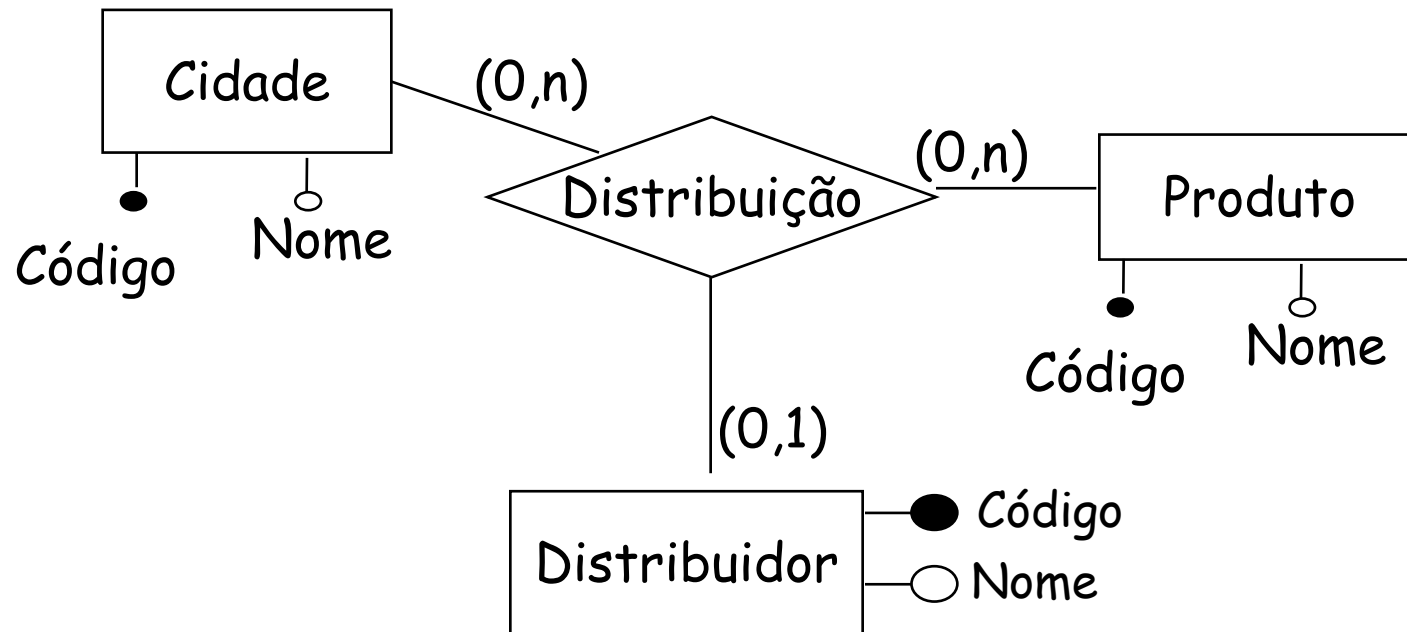 Cidade
(0,n)
Código
Nome
Distribuição
(0,n)
Produto
Código
Nome
(0,1)
Distribuidor
Código
Nome